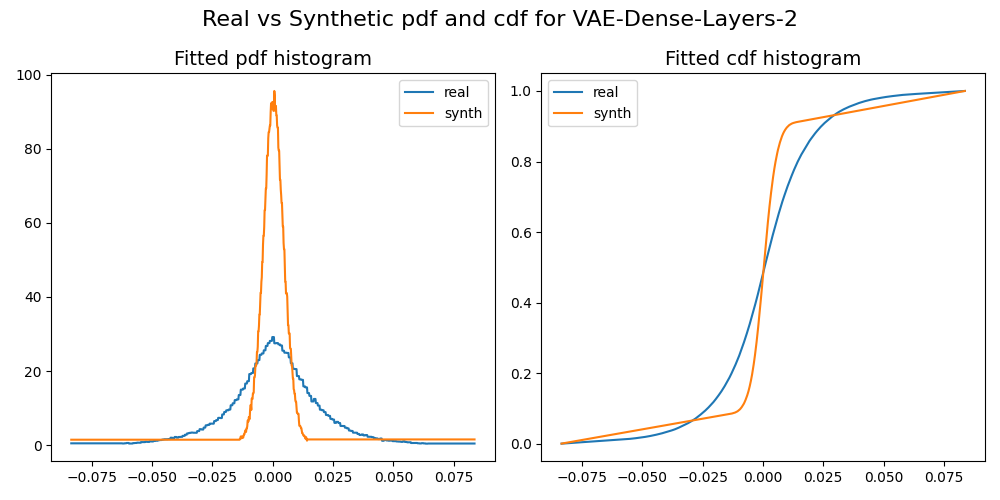 Real vs Synthetic pdf and cdf for VAE-Dense-Layers-2
Fitted pdf histogram
100
80
60
40
20
0
real
synth
−0.075 −0.050 −0.025 0.000 0.025 0.050 0.075
Fitted cdf histogram
1.0
0.8
0.6
0.4
0.2
0.0
real
synth
−0.075 −0.050 −0.025 0.000 0.025 0.050 0.075